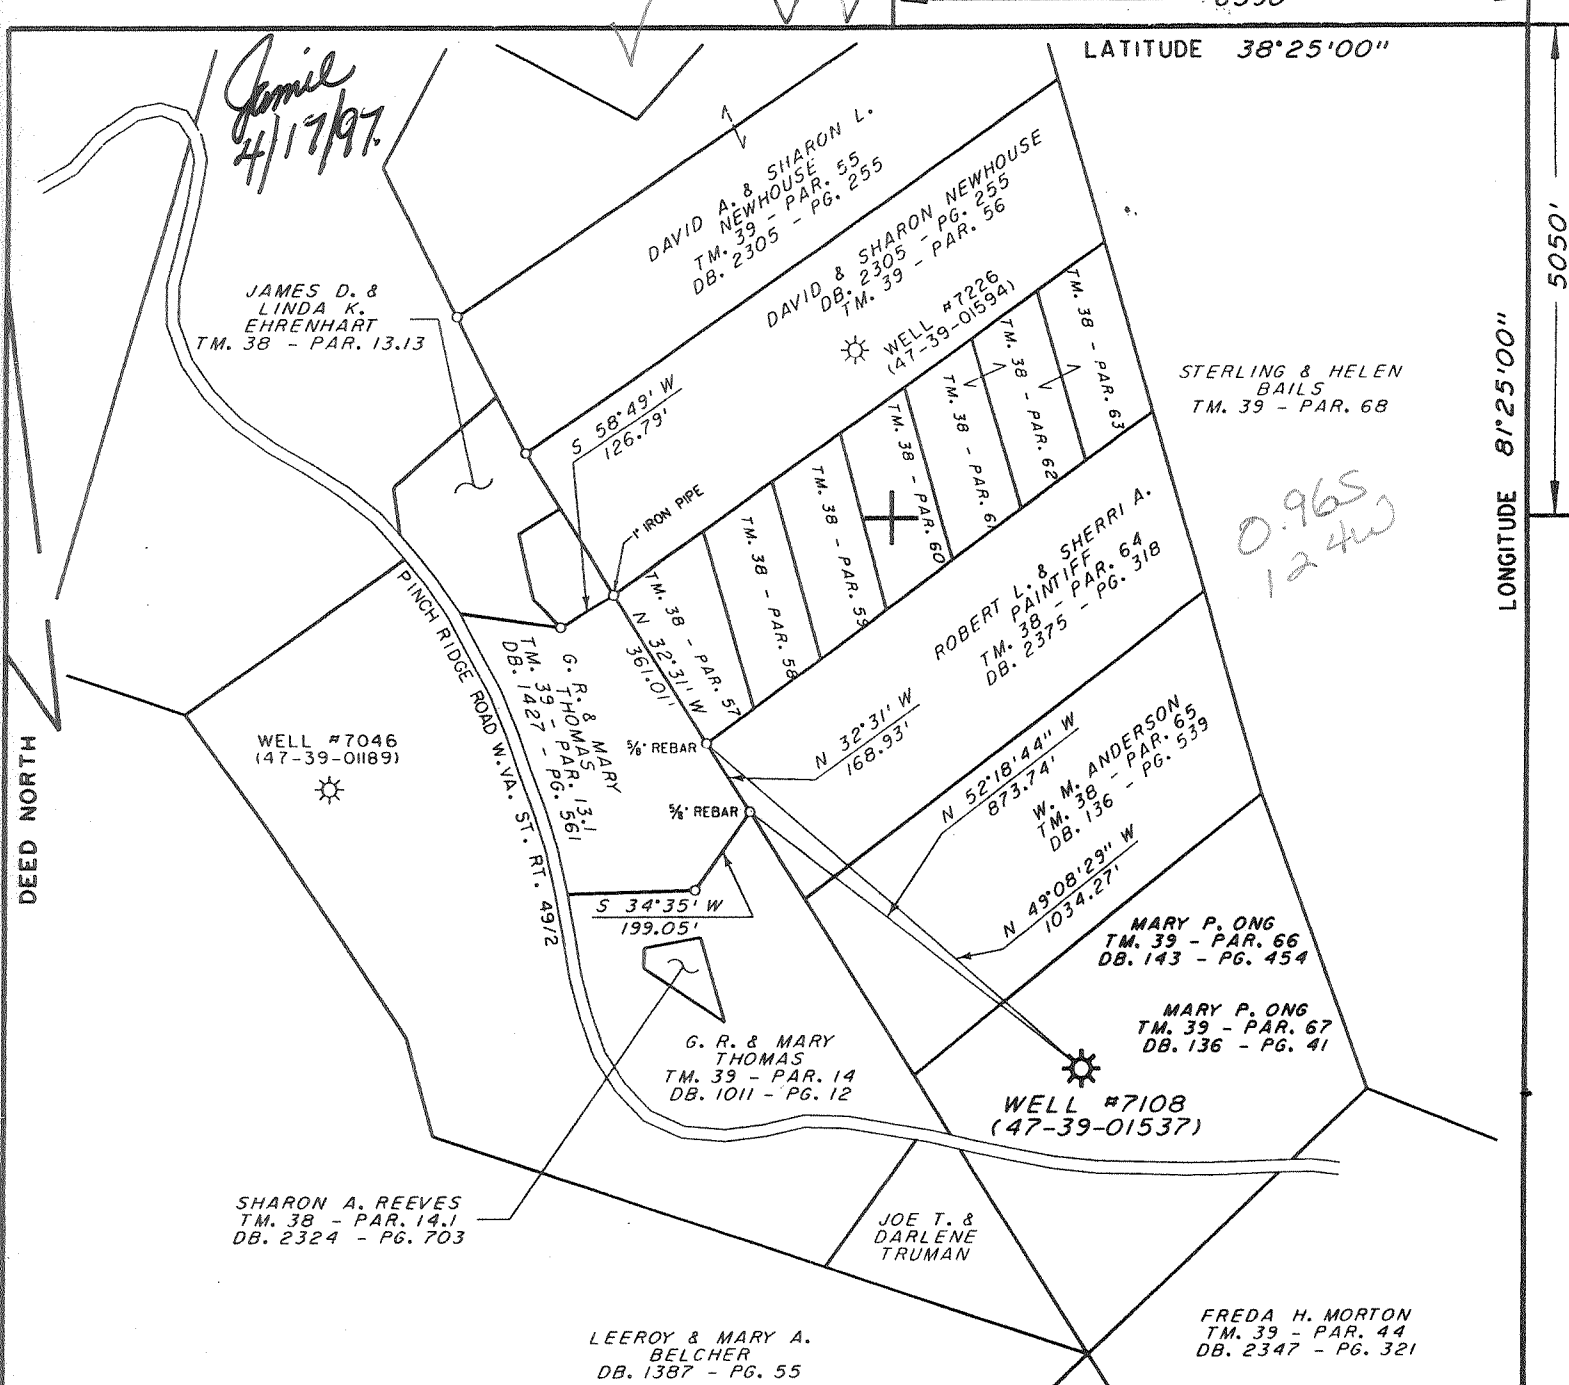 LATITUDE 38°25'00"
Jamie
4/17/97
5050'
LONGITUDE 81°25'00"
DAVID A. & SHARON L.
NEWHOUSE
TM. 39 - PAR. 55
DB. 2305 - PG. 255
DAVID & SHARON NEWHOUSE
DB. 2305 - PG. 255
TM. 39 - PAR. 56
WELL #7226
(47-39-01594)
JAMES D. &
LINDA K.
EHRENHART
TM. 38 - PAR. 13.13
S 58°49' W
126.79'
1" IRON PIPE
TM. 38 - PAR. 57
TM. 38 - PAR. 58
TM. 38 - PAR. 59
TM. 38 - PAR. 60
TM. 38 - PAR. 61
TM. 38 - PAR. 62
TM. 38 - PAR. 63
STERLING & HELEN
BAILS
TM. 39 - PAR. 68
0.96S
1.24W
ROBERT L. & SHERRI A.
PAINTIFF
TM. 38 - PAR. 64
DB. 2375 - PG. 318
N 32°31' W
361.01'
PINCH RIDGE ROAD W. VA. ST. RT. 49/2
G. R. & MARY
THOMAS
TM. 39 - PAR. 13.1
DB. 1427 - PG. 561
5/8" REBAR
5/8" REBAR
N 32°31' W
168.93'
N 52°18'44" W
873.74'
W. M. ANDERSON
TM. 38 - PAR. 65
DB. 136 - PG. 539
N 49°08'29" W
1034.27'
WELL #7046
(47-39-01189)
DEED NORTH
S 34°35' W
199.05'
MARY P. ONG
TM. 39 - PAR. 66
DB. 143 - PG. 454
MARY P. ONG
TM. 39 - PAR. 67
DB. 136 - PG. 41
WELL #7108
(47-39-01537)
G. R. & MARY
THOMAS
TM. 39 - PAR. 14
DB. 1011 - PG. 12
SHARON A. REEVES
TM. 38 - PAR. 14.1
DB. 2324 - PG. 703
JOE T. &
DARLENE
TRUMAN
LEEROY & MARY A.
BELCHER
DB. 1387 - PG. 55
FREDA H. MORTON
TM. 39 - PAR. 44
DB. 2347 - PG. 321